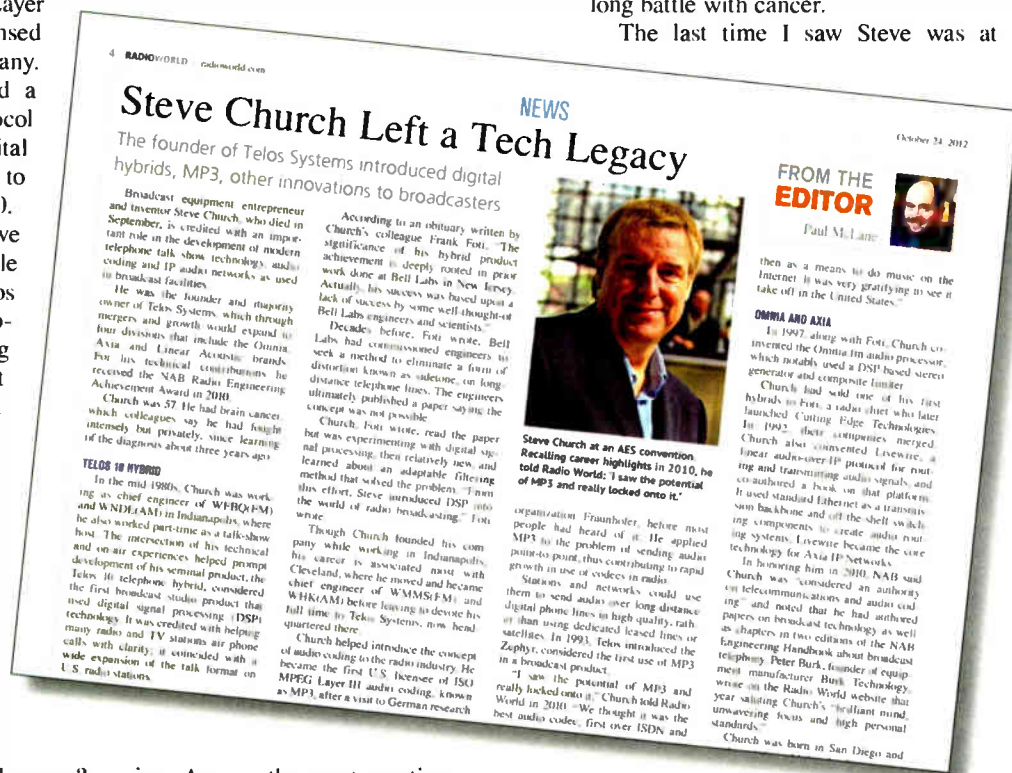 ayer
nsed
any.
d a
ocol
ital
to
).
ve
le
os
o-
g
t
long battle with cancer.
The last time I saw Steve was at
4 RADIOWORLD radioworld.com
NEWS
October 24, 2012
Steve Church Left a Tech Legacy
The founder of Telos Systems introduced digital
hybrids, MP3, other innovations to broadcasters
FROM THE
EDITOR
Paul McLane
Broadcast equipment entrepreneur
and inventor Steve Church, who died in
September, is credited with an impor-
tant role in the development of modern
telephone talk show technology, audio
coding and IP audio networks as used
in broadcast facilities.
He was the founder and majority
owner of Telos Systems, which through
mergers and growth would expand to
four divisions that include the Omnia,
Axia and Linear Acoustic brands.
For his technical contributions he
received the NAB Radio Engineering
Achievement Award in 2010.
Church was 57. He had brain cancer,
which colleagues say he had fought
intensely but privately, since learning
of the diagnosis about three years ago.
TELOS 10 HYBRID
In the mid 1980s, Church was work-
ing as chief engineer of WFBQ(FM)
and WNDE(AM) in Indianapolis, where
he also worked part-time as a talk-show
host. The intersection of his technical
and on-air experiences helped prompt
development of his seminal product, the
Telos 10 telephone hybrid, considered
the first broadcast studio product that
used digital signal processing (DSP)
technology. It was credited with helping
many radio and TV stations air phone
calls with clarity; it coincided with a
wide expansion of the talk format on
U.S. radio stations.
According to an obituary written by
Church's colleague Frank Foti, "The
significance of his hybrid product
achievement is deeply rooted in prior
work done at Bell Labs in New Jersey.
Actually, his success was based upon a
lack of success by some well-thought-of
Bell Labs engineers and scientists."
Decades before, Foti wrote, Bell
Labs had commissioned engineers to
seek a method to eliminate a form of
distortion known as sidetone, on long-
distance telephone lines. The engineers
ultimately published a paper saying the
concept was not possible.
Church, Foti wrote, read the paper
but was experimenting with digital sig-
nal processing, then relatively new, and
learned about an adaptable filtering
method that solved the problem. "From
this effort, Steve introduced DSP into
the world of radio broadcasting," Foti
wrote.
Though Church founded his com
pany while working in Indianapolis,
his career is associated most with
Cleveland, where he moved and became
chief engineer of WMMS(FM) and
WHK(AM) before leaving to devote his
full time to Telos Systems, now head
quartered there.
Church helped introduce the concept
of audio coding to the radio industry. He
became the first U.S. licensee of ISO
MPEG Layer III audio coding, known
as MP3, after a visit to German research
Steve Church at an AES convention.
Recalling career highlights in 2010, he
told Radio World: 'I saw the potential
of MP3 and really locked onto it.'
organization Fraunhofer, before most
people had heard of it. He applied
MP3 to the problem of sending audio
point-to point, thus contributing to rapid
growth in use of codecs in radio.
Stations and networks could use
them to send audio over long distance
digital phone lines in high quality, rath-
er than using dedicated leased lines or
satellites. In 1993, Telos introduced the
Zephyr, considered the first use of MP3
in a broadcast product.
"I saw the potential of MP3 and
really locked onto it," Church told Radio
World in 2010. "We thought it was the
best audio codec, first over ISDN and
then as a means to do music on the
Internet. It was very gratifying to see it
take off in the United States."
OMNIA AND AXIA
In 1997, along with Foti, Church co-
invented the Omnia.fm audio processor,
which notably used a DSP based stereo
generator and composite limiter.
Church had sold one of his first
hybrids to Foti, a radio chief who later
launched Cutting Edge Technologies.
In 1992, their companies merged.
Church also coinvented Livewire, a
linear audio-over-IP protocol for rout-
ing and transmitting audio signals, and
co-authored a book on that platform.
It used standard Ethernet as a transmis-
sion backbone and off the shelf switch-
ing components to create audio rout-
ing systems. Livewire became the core
technology for Axia IP Networks.
In honoring him in 2010, NAB said
Church was "considered an authority
on telecommunications and audio cod-
ing" and noted that he had authored
papers on broadcast technology as well
as chapters in two editions of the NAB
Engineering Handbook about broadcast
telephony. Peter Burk, founder of equip-
ment manufacturer Burk Technology,
wrote on the Radio World website that
year saluting Church's "brilliant mind,
unwavering focus and high personal
standards."
Church was born in San Diego and